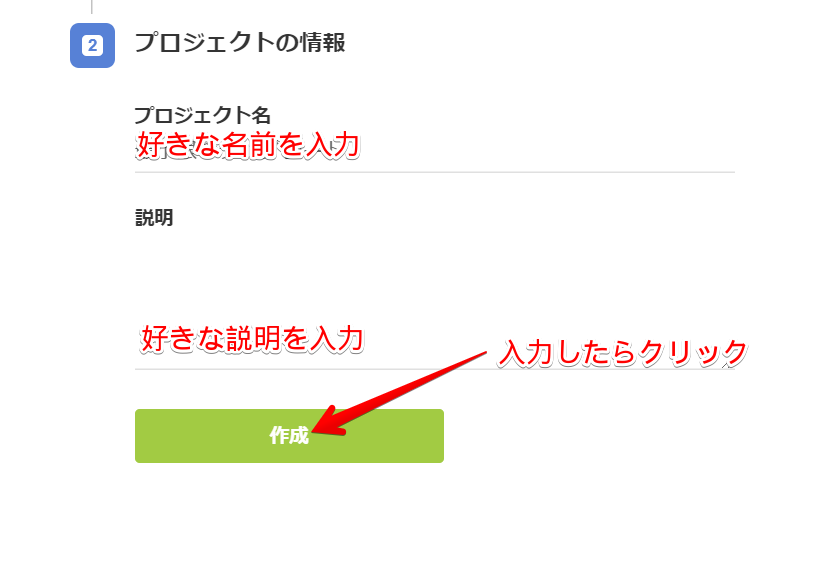 2 プロジェクトの情報
プロジェクト名
好きな名前を入力
説明
好きな説明を入力
入力したらクリック
作成